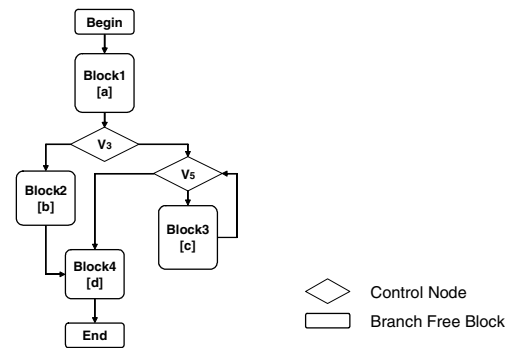 Begin
Block1
[a]
V3
V5
Block2
[b]
Block3
[c]
Block4
[d]
End
Control Node
Branch Free Block